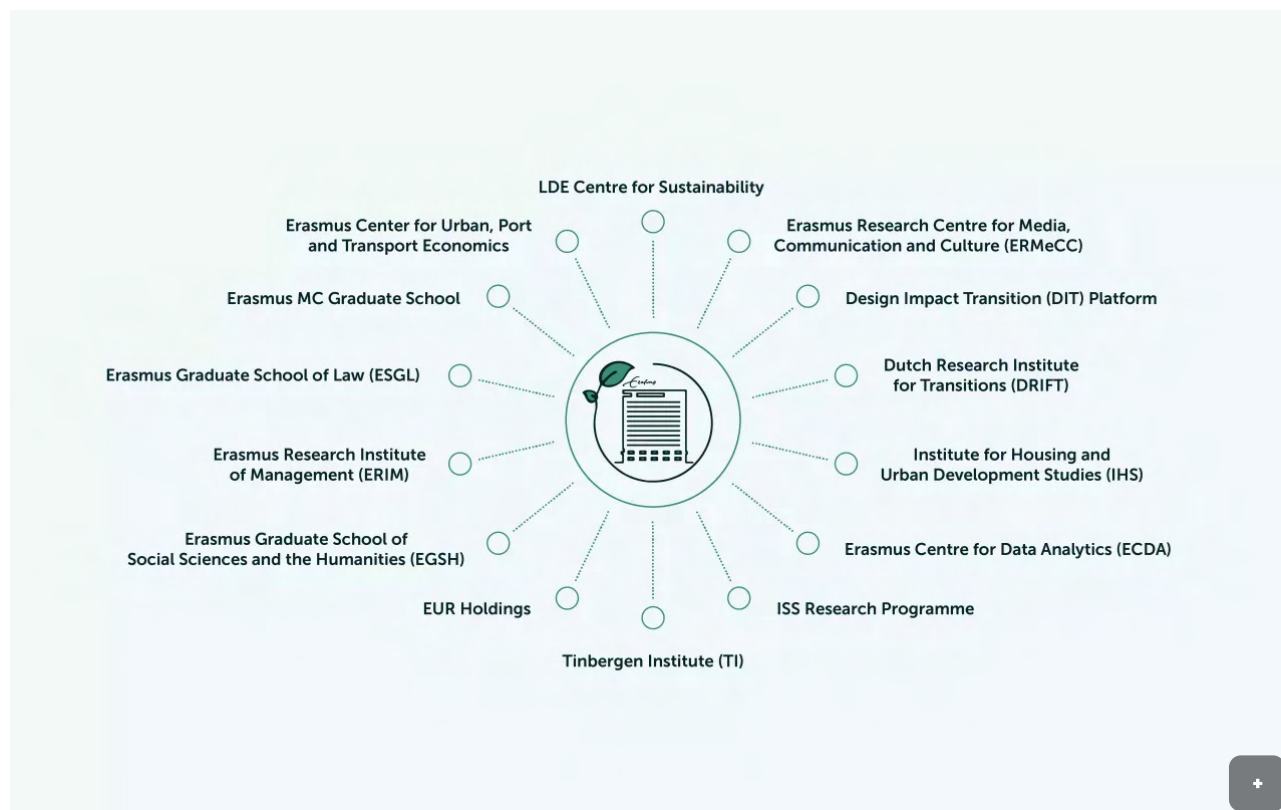 LDE Centre for Sustainability
Erasmus Center for Urban, Port
and Transport Economics
Erasmus Research Centre for Media,
Communication and Culture (ERMeCC)
Erasmus MC Graduate School
Design Impact Transition (DIT) Platform
Erasmus Graduate School of Law (ESGL)
Dutch Research Institute
for Transitions (DRIFT)
Erasmus
Erasmus Research Institute
of Management (ERIM)
Institute for Housing and
Urban Development Studies (IHS)
Erasmus Graduate School of
Social Sciences and the Humanities (EGSH)
Erasmus Centre for Data Analytics (ECDA)
EUR Holdings
ISS Research Programme
Tinbergen Institute (TI)
+